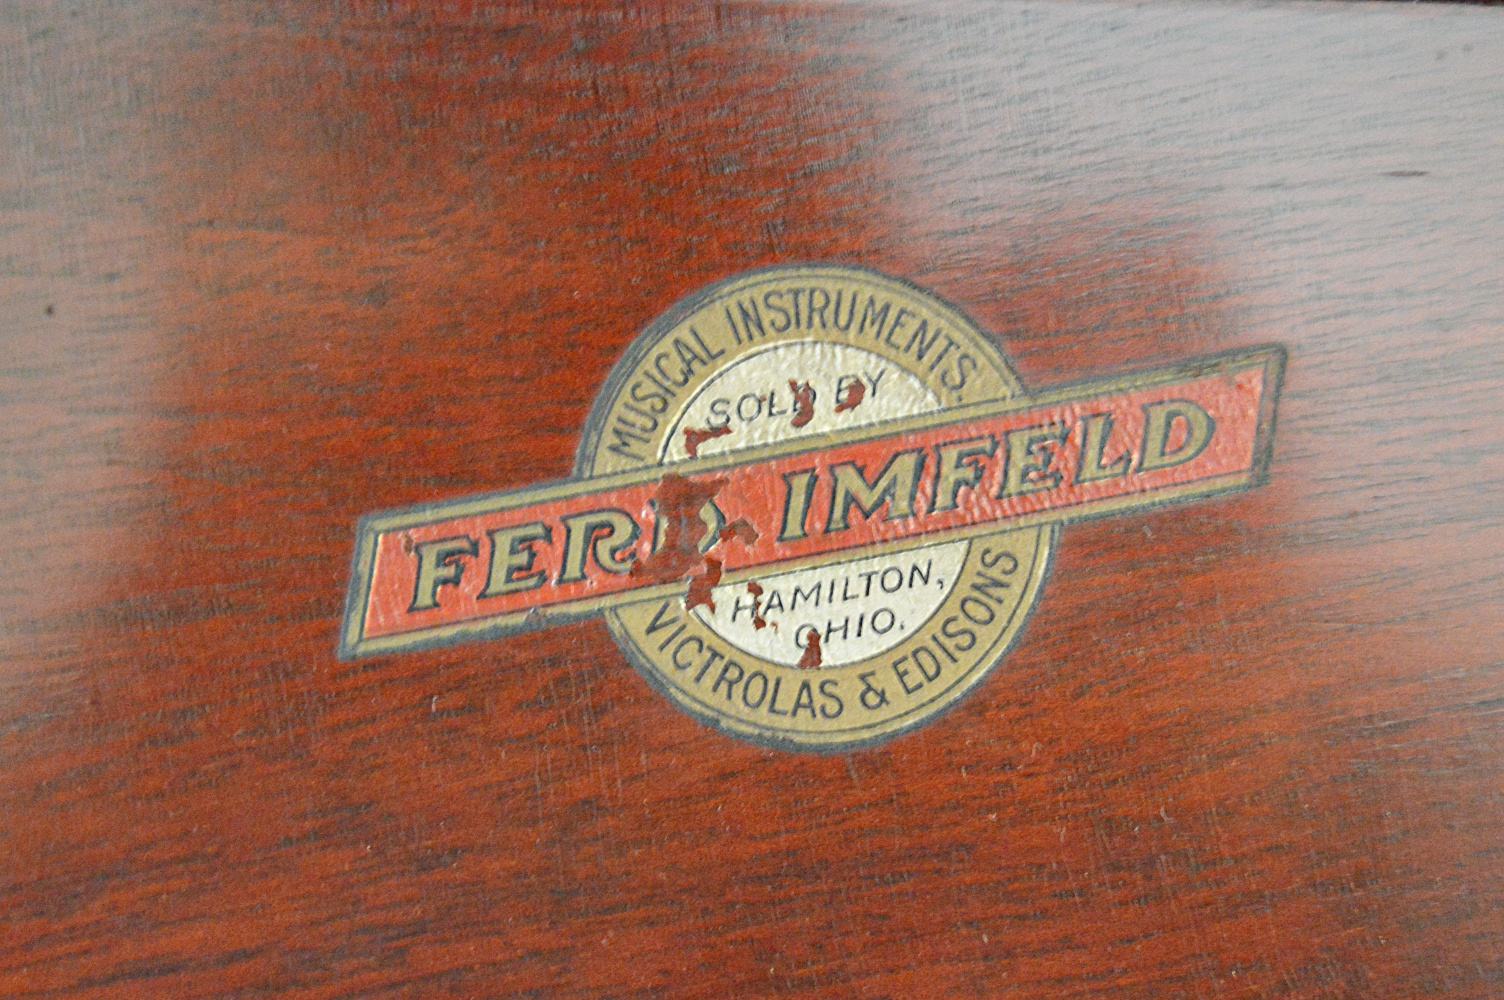 MUSICAL INSTRUMENTS.
SOLD BY
FERD. IMFELD
HAMILTON,
OHIO.
VICTROLAS & EDISONS